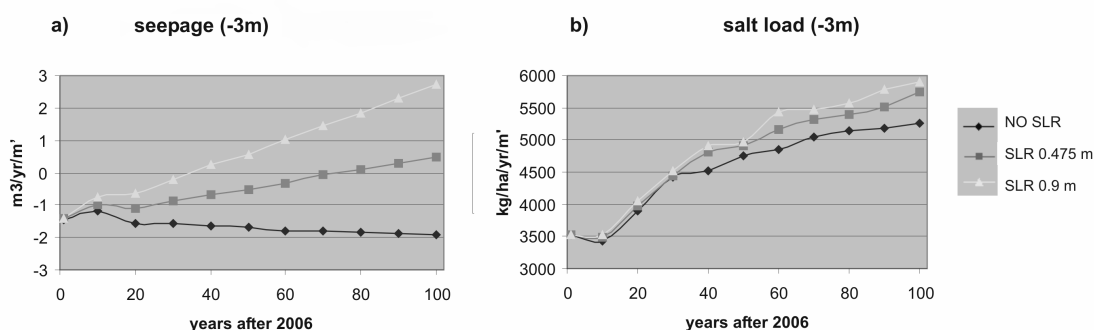 a) seepage (-3m)
3
2
1
0
-1
-2
-3
m3/yr/m'
0 20 40 60 80 100
years after 2006
b) salt load (-3m)
6000
5500
5000
4500
4000
3500
3000
kg/ha/yr/m'
0 20 40 60 80 100
years after 2006
NO SLR
SLR 0.475 m
SLR 0.9 m